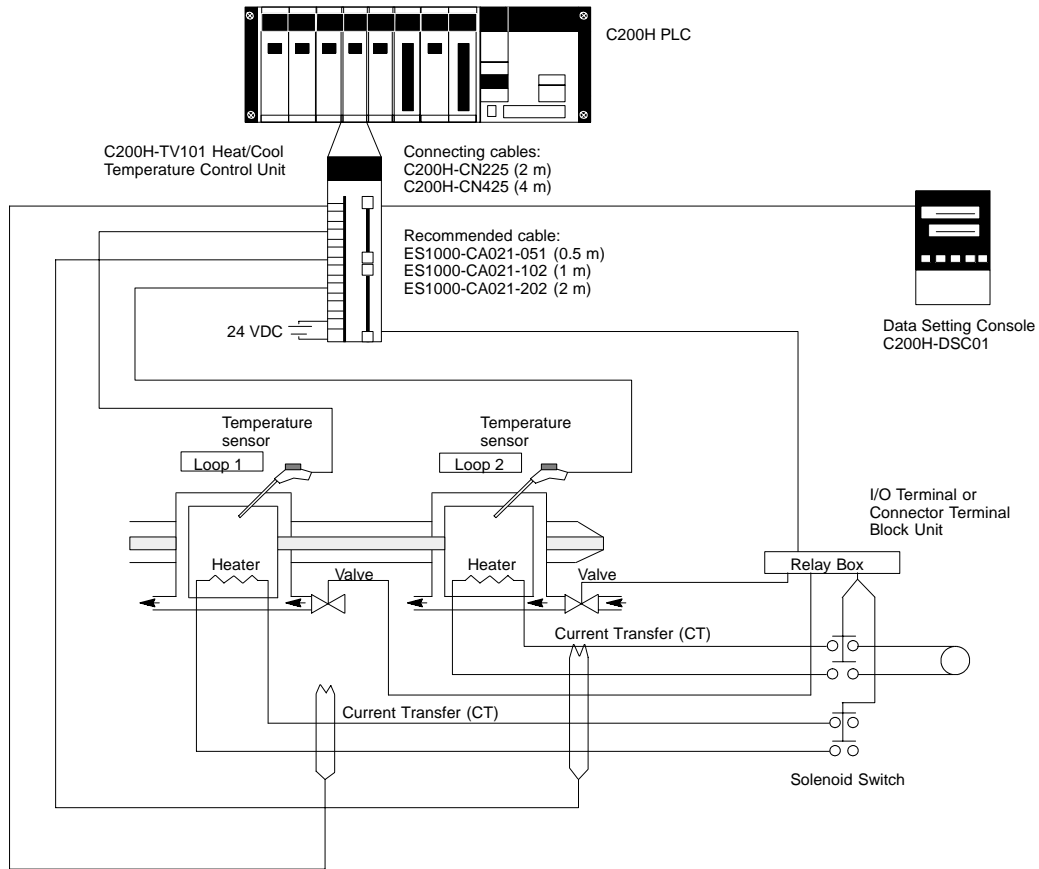 C200H PLC
C200H-TV101 Heat/Cool
Temperature Control Unit
Connecting cables:
C200H-CN225 (2 m)
C200H-CN425 (4 m)
Recommended cable:
ES1000-CA021-051 (0.5 m)
ES1000-CA021-102 (1 m)
ES1000-CA021-202 (2 m)
24 VDC
Data Setting Console
C200H-DSC01
Temperature
sensor
Loop 1
Temperature
sensor
Loop 2
I/O Terminal or
Connector Terminal
Block Unit
Relay Box
Heater
Valve
Heater
Valve
Current Transfer (CT)
Current Transfer (CT)
Solenoid Switch